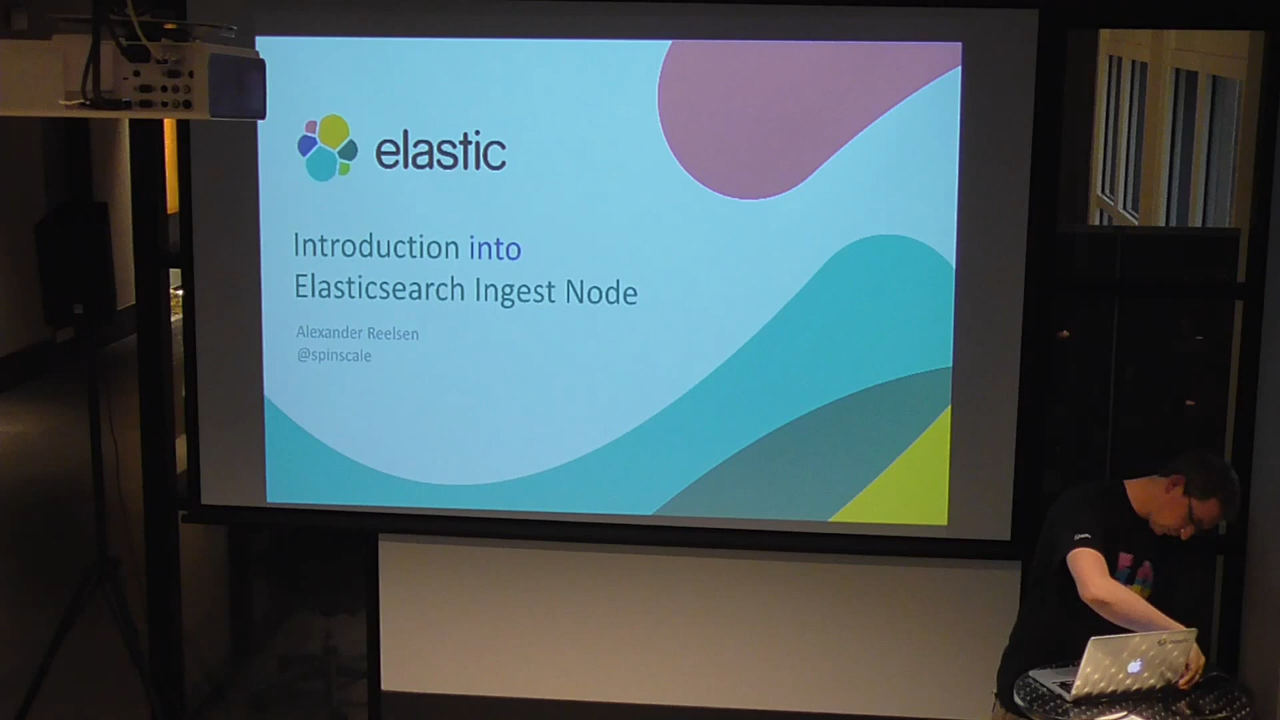 elastic
Introduction into
Elasticsearch Ingest Node
Alexander Reelsen
@spinscale